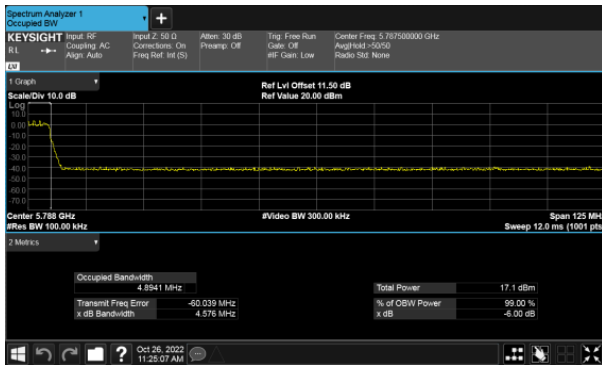 Spectrum Analyzer 1
Occupied BW
+
KEYSIGHT Input: RF Input Z: 50 Ω Atten: 30 dB Trig: Free Run Center Freq: 5.787500000 GHz
R L Coupling: AC Corrections: On Preamp: Off Gate: Off Avg|Hold:>50/50
Align: Auto Freq Ref: Int (S) #IF Gain: Low Radio Std: None
LXI
1 Graph Ref Lvl Offset 11.50 dB
Scale/Div 10.0 dB Ref Value 20.00 dBm
Log
10.0
0.00
-10.0
-20.0
-30.0
-40.0
-50.0
-60.0
-70.0
Center 5.788 GHz #Video BW 300.00 kHz Span 125 MH
#Res BW 100.00 kHz Sweep 12.0 ms (1001 pts
2 Metrics
Occupied Bandwidth
4.8941 MHz Total Power 17.1 dBm
Transmit Freq Error -60.039 MHz % of OBW Power 99.00 %
x dB Bandwidth 4.576 MHz x dB -6.00 dB
? Oct 26, 2022
11:25:07 AM